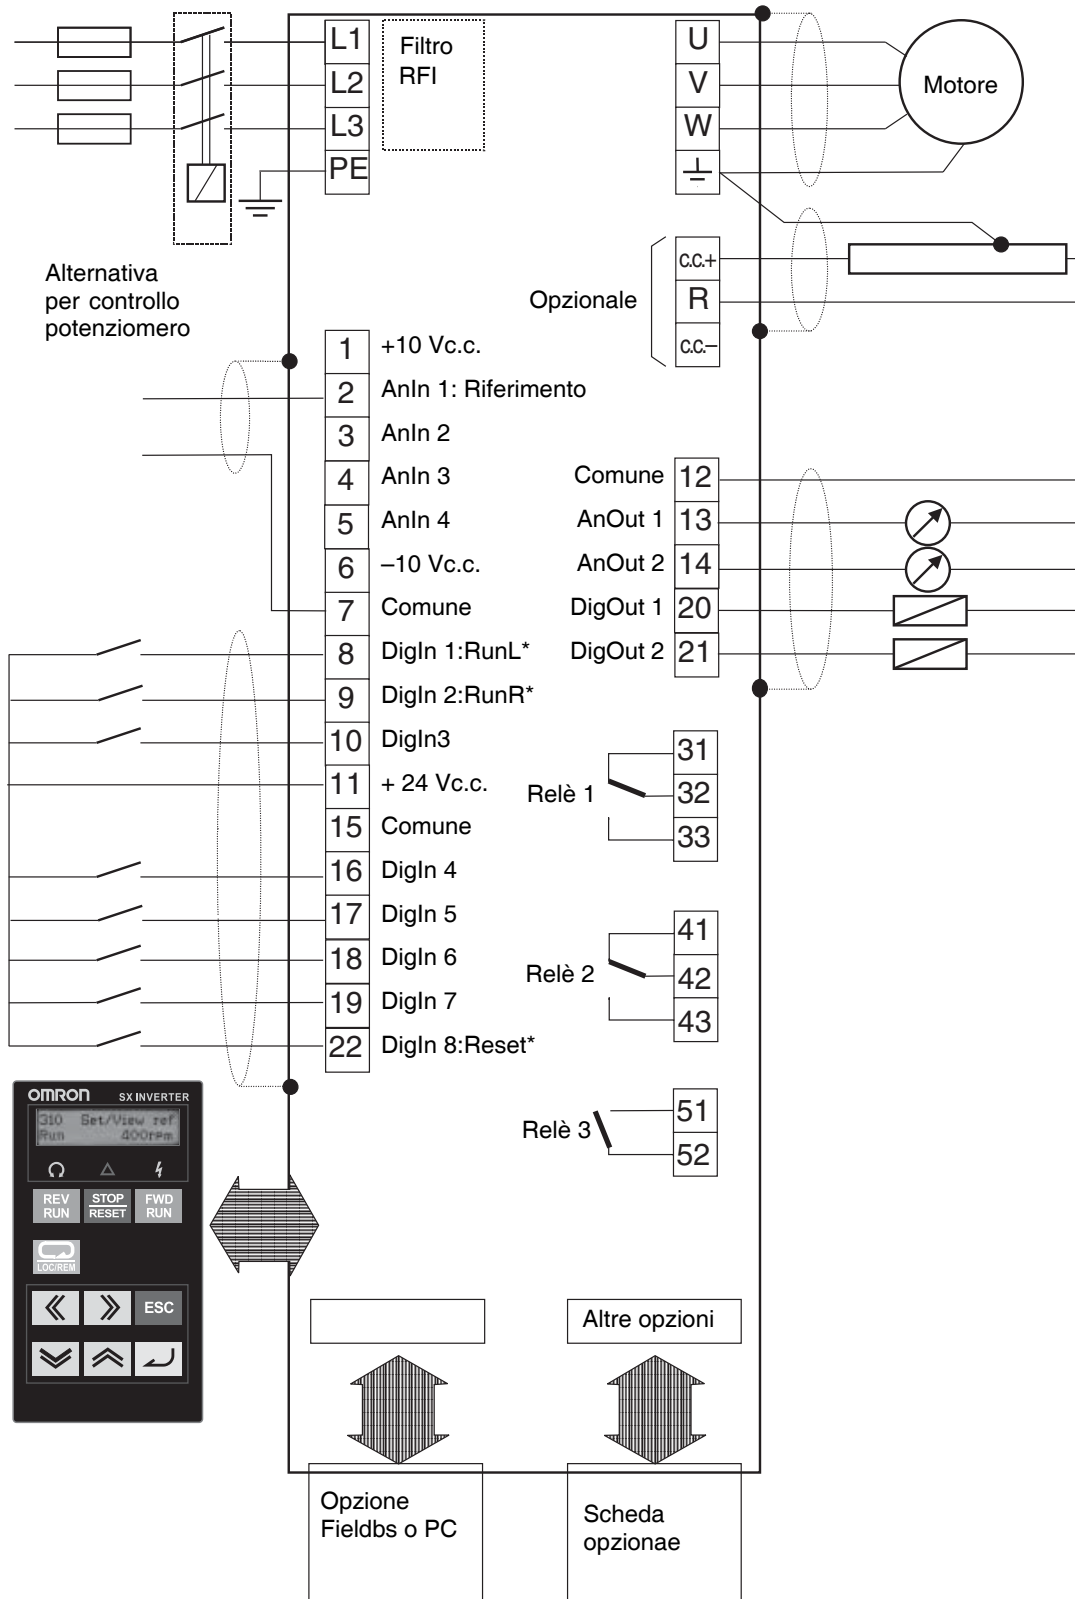 L1
L2
L3
PE
Filtro
RFI
U
V
W
Motore
Alternativa
per controllo
potenziomero
Opzionale
c.c.+
R
c.c.–
1 +10 Vc.c.
2 AnIn 1: Riferimento
3 AnIn 2
4 AnIn 3
5 AnIn 4
6 –10 Vc.c.
7 Comune
8 DigIn 1:RunL*
9 DigIn 2:RunR*
10 DigIn3
11 + 24 Vc.c.
15 Comune
16 DigIn 4
17 DigIn 5
18 DigIn 6
19 DigIn 7
22 DigIn 8:Reset*
Comune 12
AnOut 1 13
AnOut 2 14
DigOut 1 20
DigOut 2 21
Relè 1
31
32
33
Relè 2
41
42
43
Relè 3
51
52
OMRON SX INVERTER
310 Set/View ref
Run 400rpm
REV RUN
STOP RESET
FWD RUN
LOC/REM
ESC
Altre opzioni
Opzione
Fieldbs o PC
Scheda
opzionae